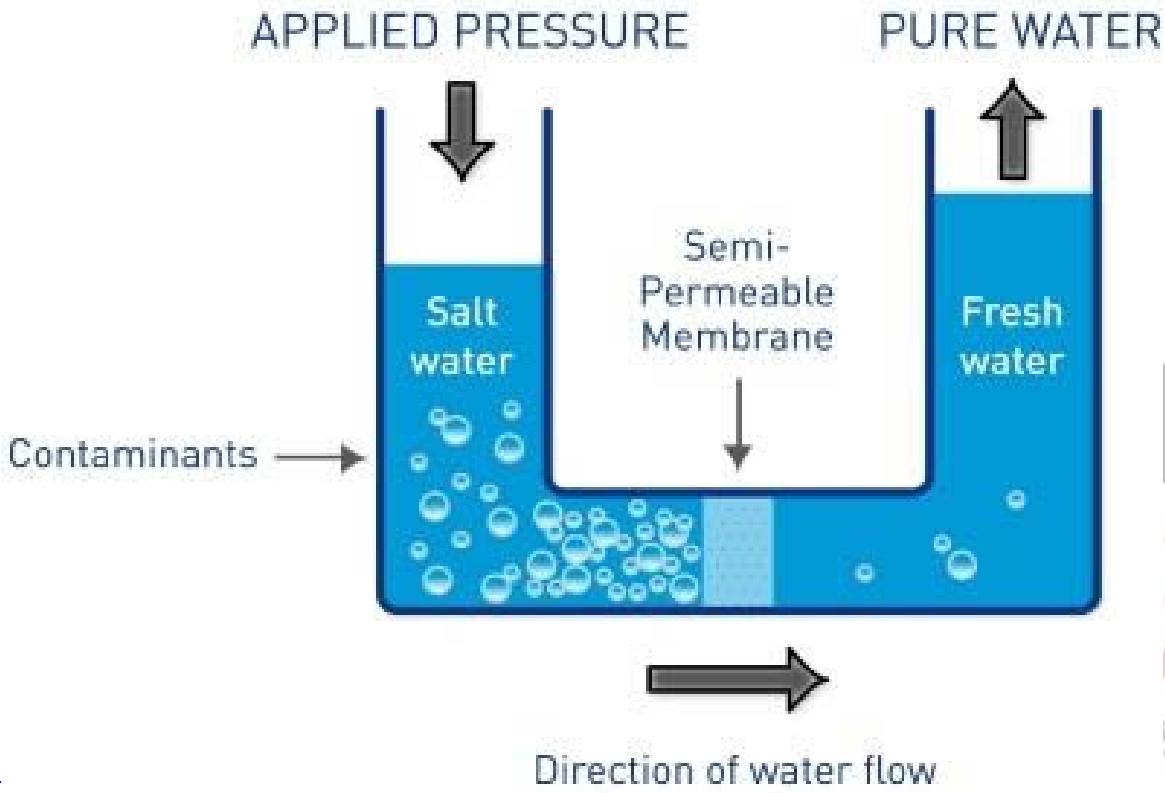 APPLIED PRESSURE
PURE WATER
Semi-
Permeable
Membrane
Salt
water
Fresh
water
Contaminants
Direction of water flow